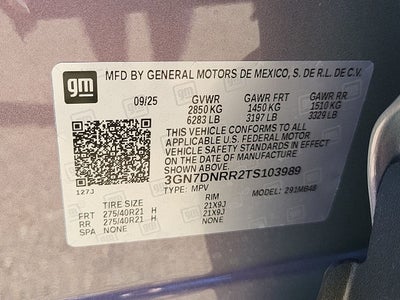 gm MFD BY GENERAL MOTORS DE MEXICO, S. DE R.L. DE C.V.
09/25 GVWR GAWR FRT GAWR RR
2850 KG 1450 KG 1510 KG
6283 LB 3197 LB 3329 LB
THIS VEHICLE CONFORMS TO ALL
APPLICABLE U.S. FEDERAL MOTOR
VEHICLE SAFETY STANDARDS IN
EFFECT ON THE DATE OF MANUFACTURE
SHOWN ABOVE.
3GN7DNRR2TS103989
127J TYPE: MPV MODEL: 291MB48
TIRE RIM
FRT 275/40R21 H 21X9J
RR 275/40R21 H 21X9J
SPA NONE NONE